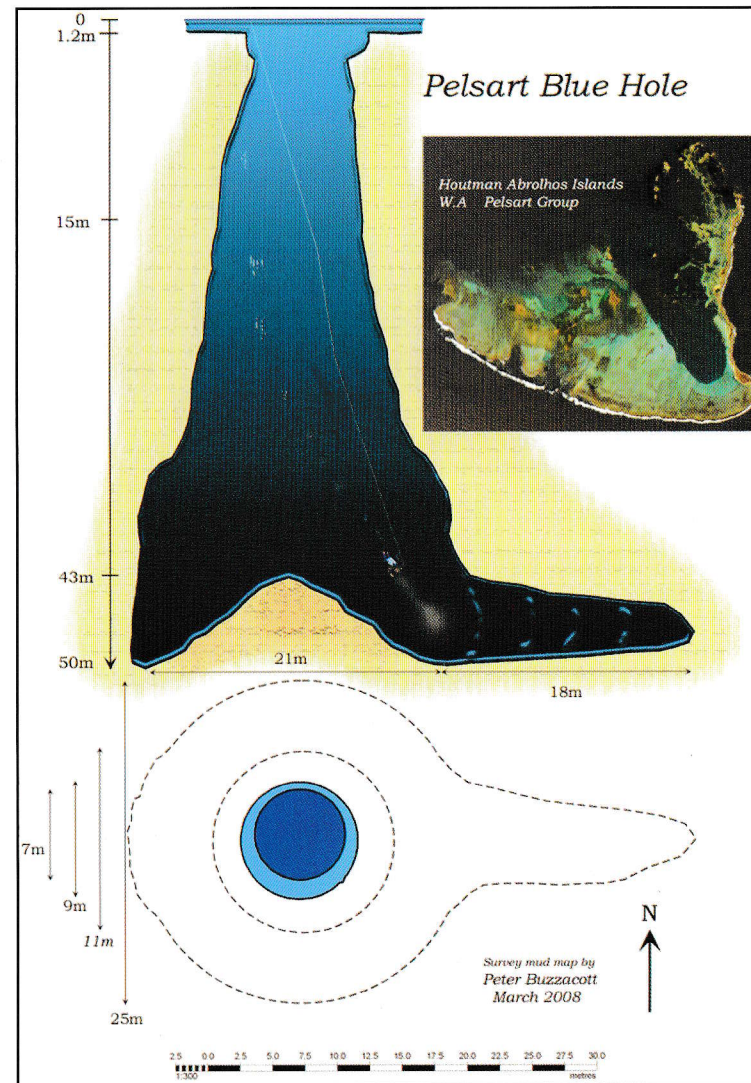 0
1.2m
Pelsart Blue Hole
Houtman Abrolhos Islands
W.A Pelsart Group
15m
43m
50m
21m
18m
7m
9m
11m
25m
N
Survey mud map by
Peter Buzzacott
March 2008
2.5 0.0 2.5 5.0 7.5 10.0 12.5 15.0 17.5 20.0 22.5 25.0 27.5 30.0
1:300 metres